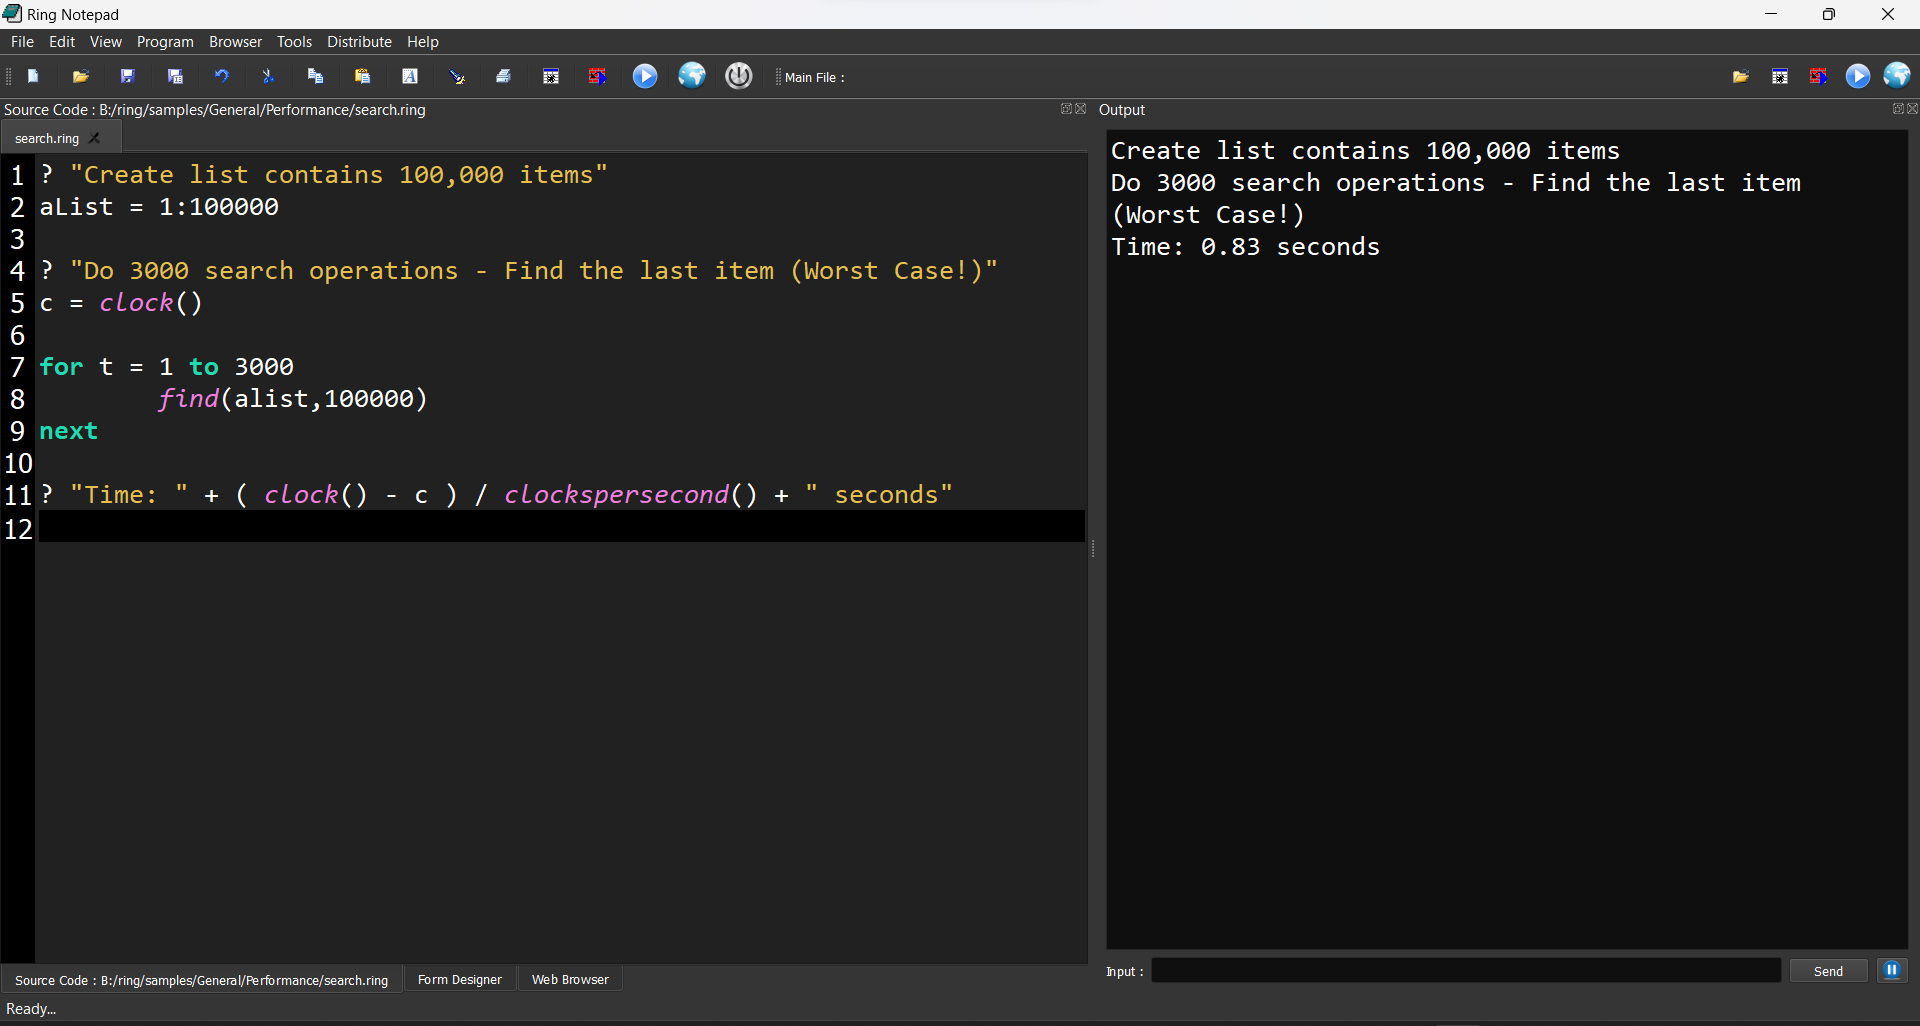 Ring Notepad
File Edit View Program Browser Tools Distribute Help
Main File :
Source Code : B:/ring/samples/General/Performance/search.ring
search.ring
1 ? "Create list contains 100,000 items"
2 aList = 1:100000
3
4 ? "Do 3000 search operations - Find the last item (Worst Case!)"
5 c = clock()
6
7 for t = 1 to 3000
8 find(alist,100000)
9 next
10
11 ? "Time: " + ( clock() - c ) / clockspersecond() + " seconds"
12
Output
Create list contains 100,000 items
Do 3000 search operations - Find the last item
(Worst Case!)
Time: 0.83 seconds
Input :
Send
Source Code : B:/ring/samples/General/Performance/search.ring Form Designer Web Browser
Ready...